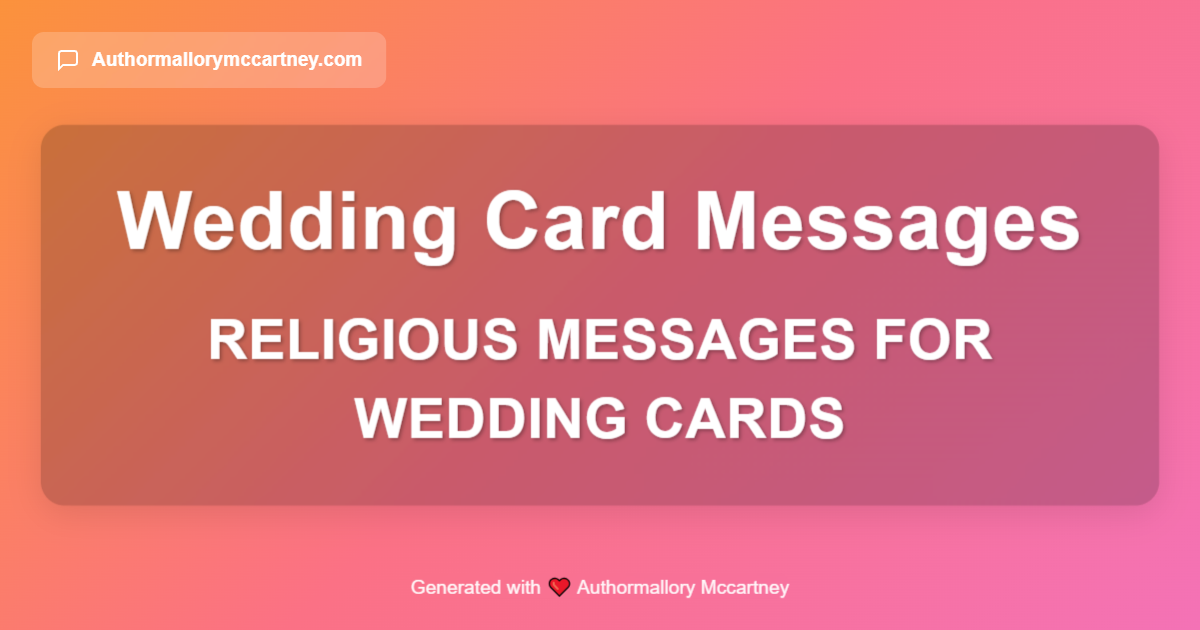 Authormallorymccartney.com
Wedding Card Messages
RELIGIOUS MESSAGES FOR
WEDDING CARDS
Generated with ❤️ Authormallory Mccartney